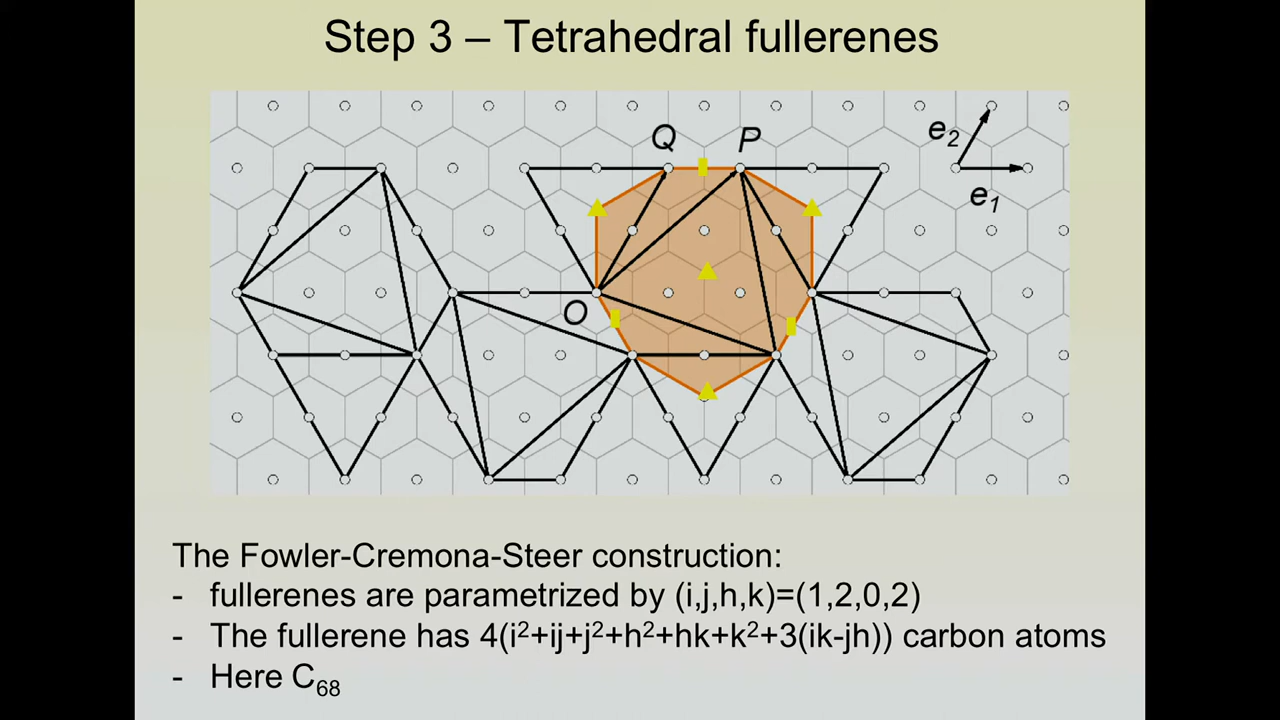 Step 3 – Tetrahedral fullerenes
Q P e₂
e₁
O
The Fowler-Cremona-Steer construction:
- fullerenes are parametrized by (i,j,h,k)=(1,2,0,2)
- The fullerene has 4(i²+ij+j²+h²+hk+k²+3(ik-jh)) carbon atoms
- Here C₆₈